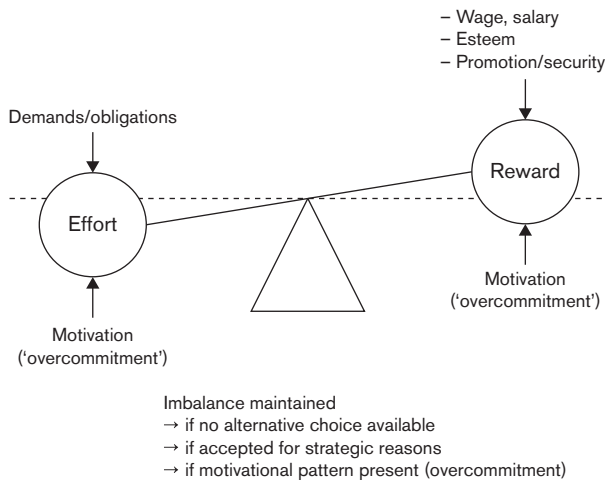 – Wage, salary
– Esteem
– Promotion/security
Demands/obligations
Reward
Effort
Motivation
(‘overcommitment’)
Motivation
(‘overcommitment’)
Imbalance maintained
→ if no alternative choice available
→ if accepted for strategic reasons
→ if motivational pattern present (overcommitment)